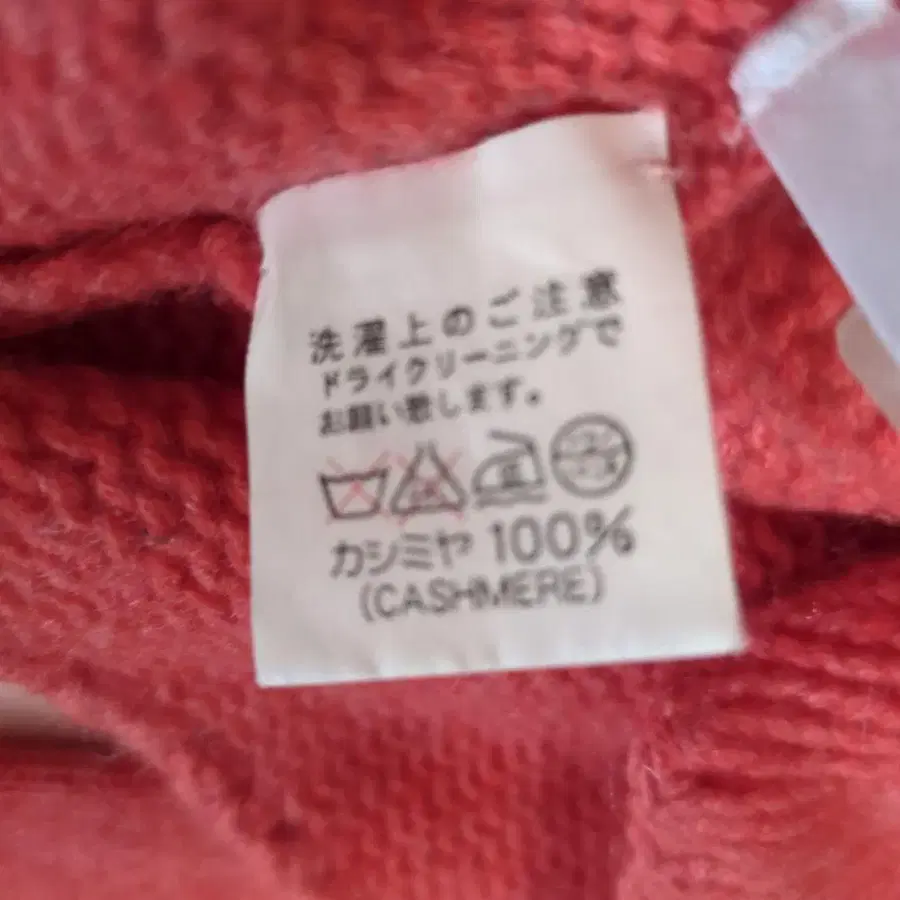 洗濯上のご注意
ドライクリーニングで
お願い致します。
カシミヤ 100%
(CASHMERE)